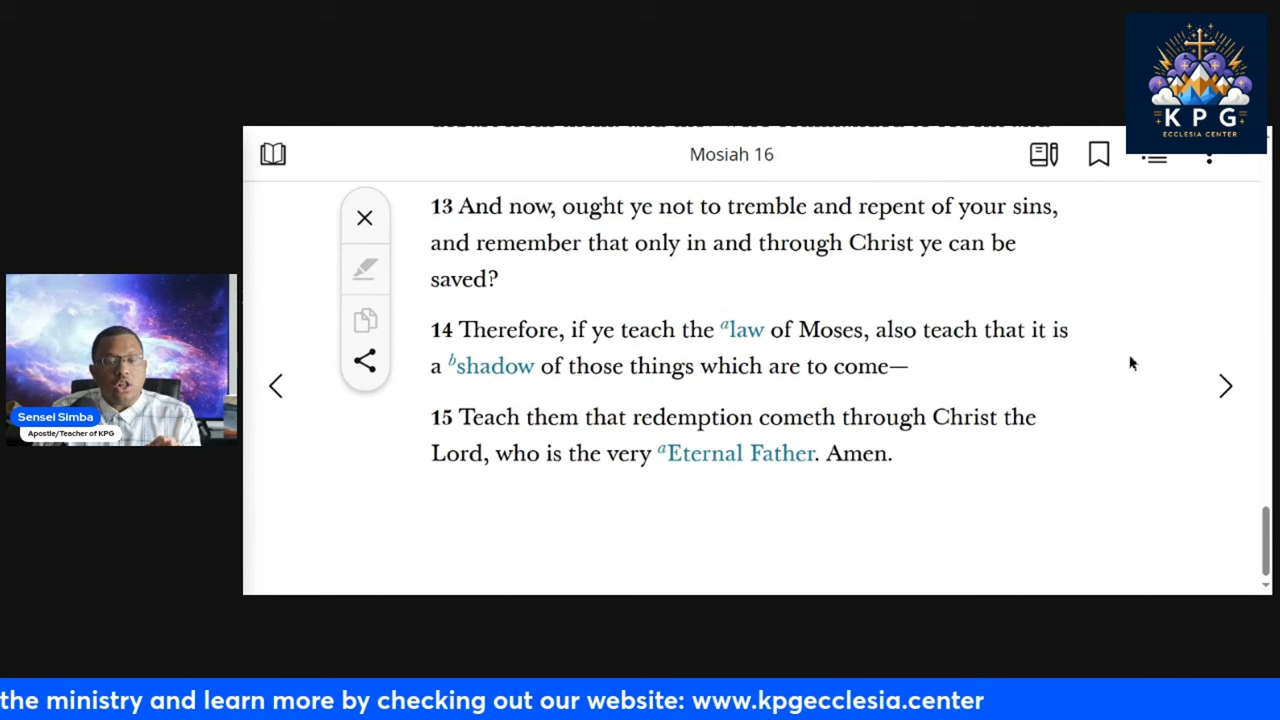 K P G
ECCLESIA CENTER
Mosiah 16
13 And now, ought ye not to tremble and repent of your sins,
and remember that only in and through Christ ye can be
saved?
14 Therefore, if ye teach the a law of Moses, also teach that it is
a b shadow of those things which are to come—
15 Teach them that redemption cometh through Christ the
Lord, who is the very a Eternal Father. Amen.
Sensei Simba
Apostle/Teacher of KPG
the ministry and learn more by checking out our website: www.kpgecclesia.center